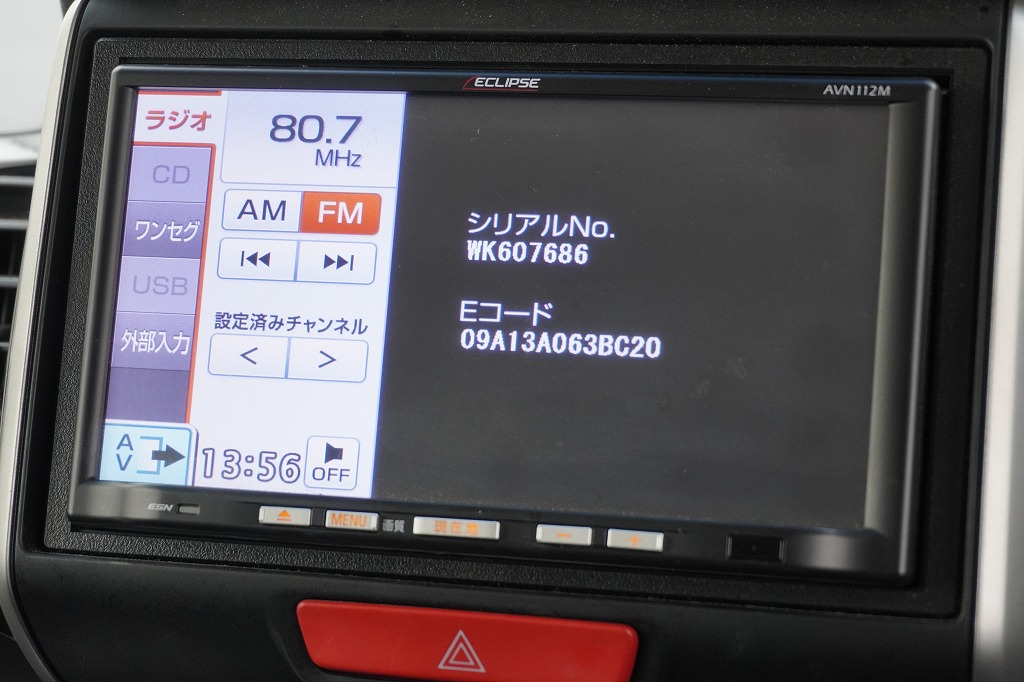 ECLIPSE
AVN112M
ラジオ
CD
ワンセグ
USB
外部入力
AV
80.7
MHz
AM FM
設定済みチャンネル
< >
13:56
OFF
シリアルNo.
WK607686
Eコード
09A13A063BC20
ESN
MENU
画質
現在地
- +